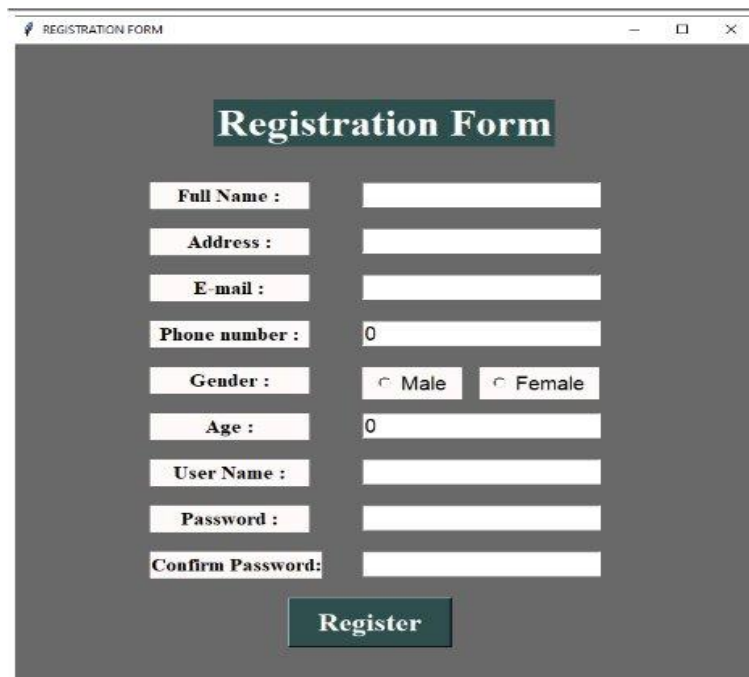 REGISTRATION FORM
Registration Form
Full Name :
Address :
E-mail :
Phone number : 0
Gender : Male Female
Age : 0
User Name :
Password :
Confirm Password:
Register